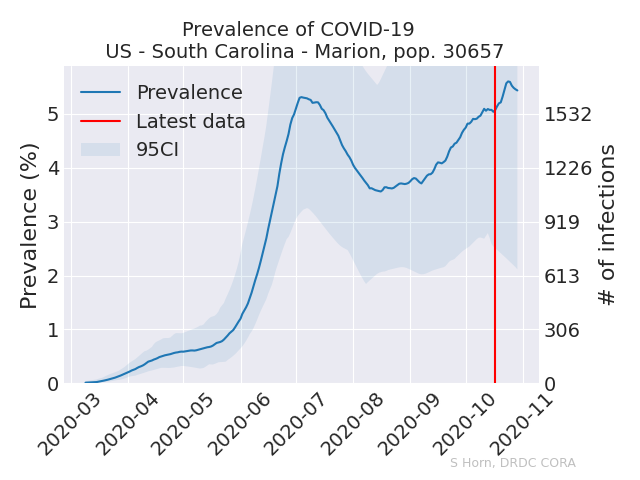 Prevalence of COVID-19
US - South Carolina - Marion, pop. 30657
Prevalence
Latest data
95CI
Prevalence (%)
5
4
3
2
1
0
1532
1226
919
613
306
0
# of infections
2020-03
2020-04
2020-05
2020-06
2020-07
2020-08
2020-09
2020-10
2020-11
S Horn, DRDC CORA